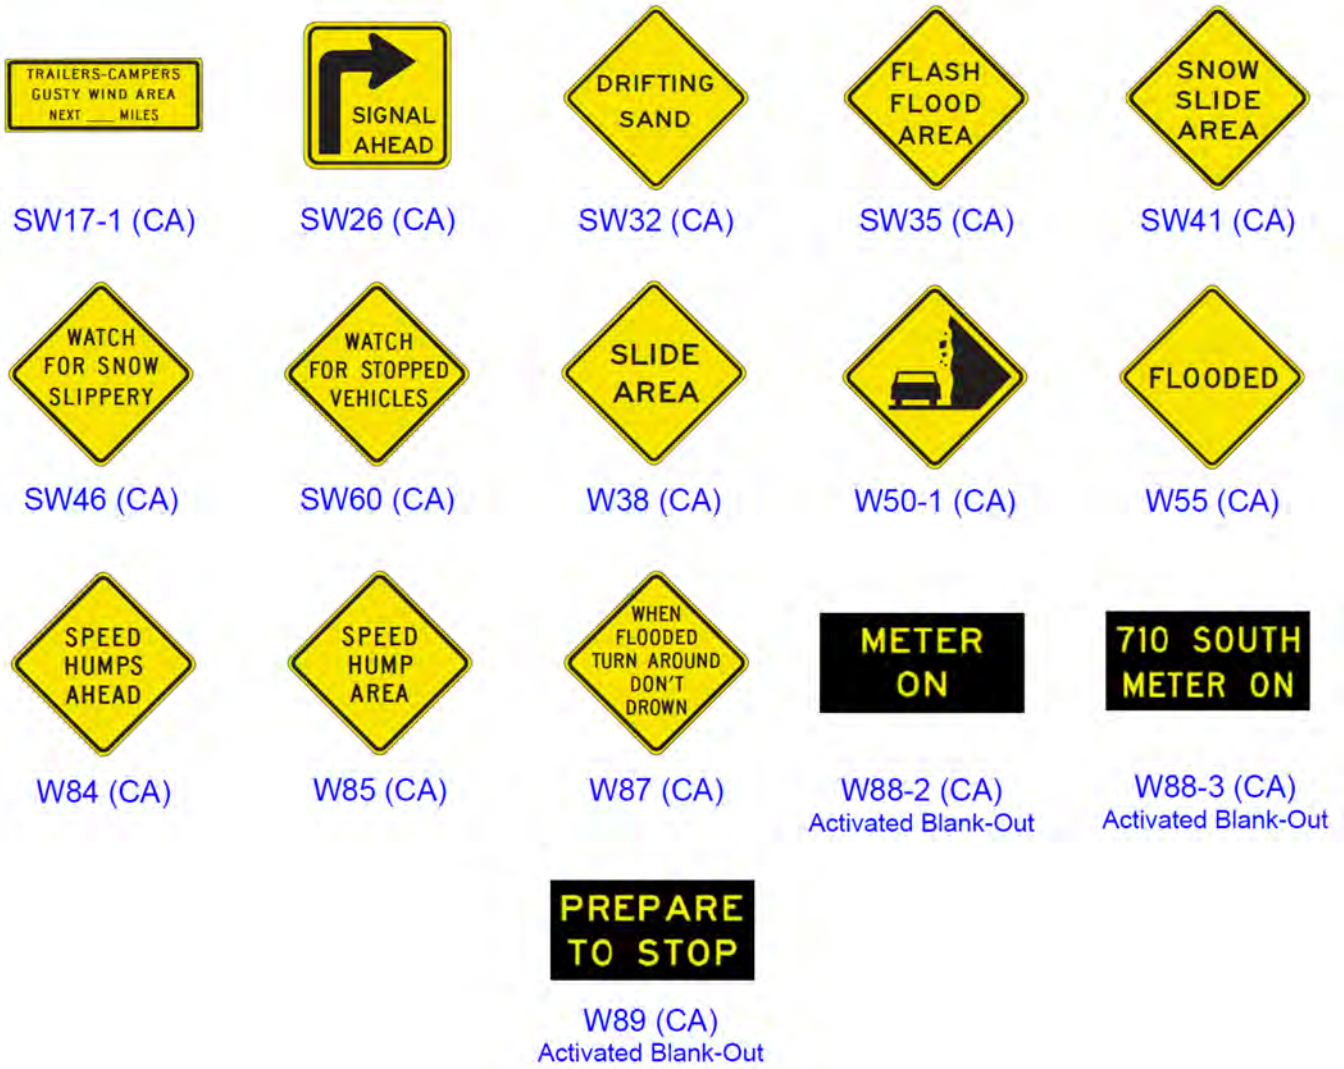 TRAILERS-CAMPERS
GUSTY WIND AREA
NEXT ___ MILES
SW17-1 (CA)
SIGNAL
AHEAD
SW26 (CA)
DRIFTING
SAND
SW32 (CA)
FLASH
FLOOD
AREA
SW35 (CA)
SNOW
SLIDE
AREA
SW41 (CA)
WATCH
FOR SNOW
SLIPPERY
SW46 (CA)
WATCH
FOR STOPPED
VEHICLES
SW60 (CA)
SLIDE
AREA
W38 (CA)
W50-1 (CA)
FLOODED
W55 (CA)
SPEED
HUMPS
AHEAD
W84 (CA)
SPEED
HUMP
AREA
W85 (CA)
WHEN
FLOODED
TURN AROUND
DON'T
DROWN
W87 (CA)
METER
ON
W88-2 (CA)
Activated Blank-Out
710 SOUTH
METER ON
W88-3 (CA)
Activated Blank-Out
PREPARE
TO STOP
W89 (CA)
Activated Blank-Out